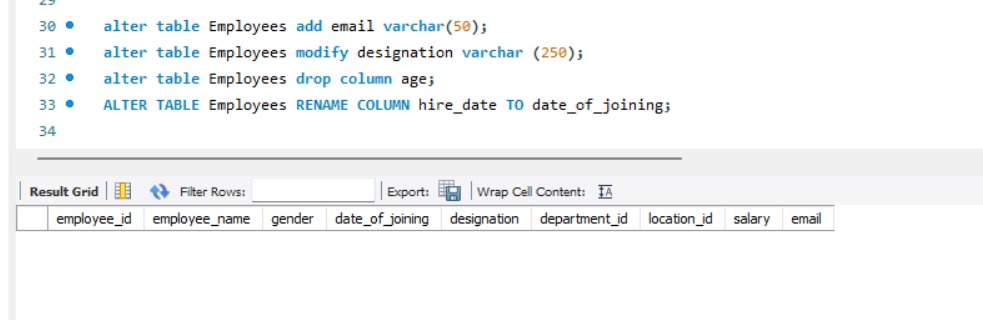 29
30 alter table Employees add email varchar(50);
31 alter table Employees modify designation varchar (250);
32 alter table Employees drop column age;
33 ALTER TABLE Employees RENAME COLUMN hire_date TO date_of_joining;
34
Result Grid Filter Rows: Export: Wrap Cell Content:
employee_id employee_name gender date_of_joining designation department_id location_id salary email